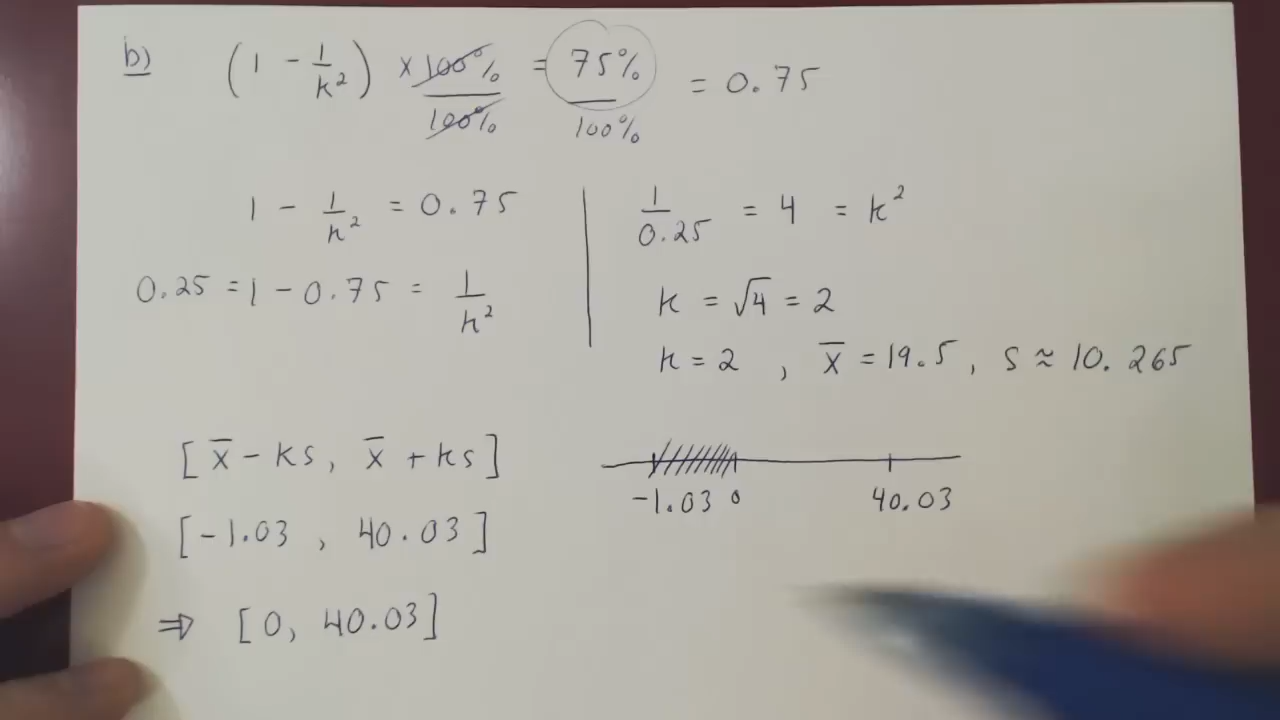 b) (1 - 1/k²) × 100%/100% = 75%/100% = 0.75
1 - 1/k² = 0.75
0.25 = 1 - 0.75 = 1/k²
1/0.25 = 4 = k²
k = √4 = 2
k = 2 , x̄ = 19.5 , s ≈ 10.265
[x̄ - ks, x̄ + ks]
[-1.03 , 40.03]
⇒ [0, 40.03]
-1.03 0 40.03